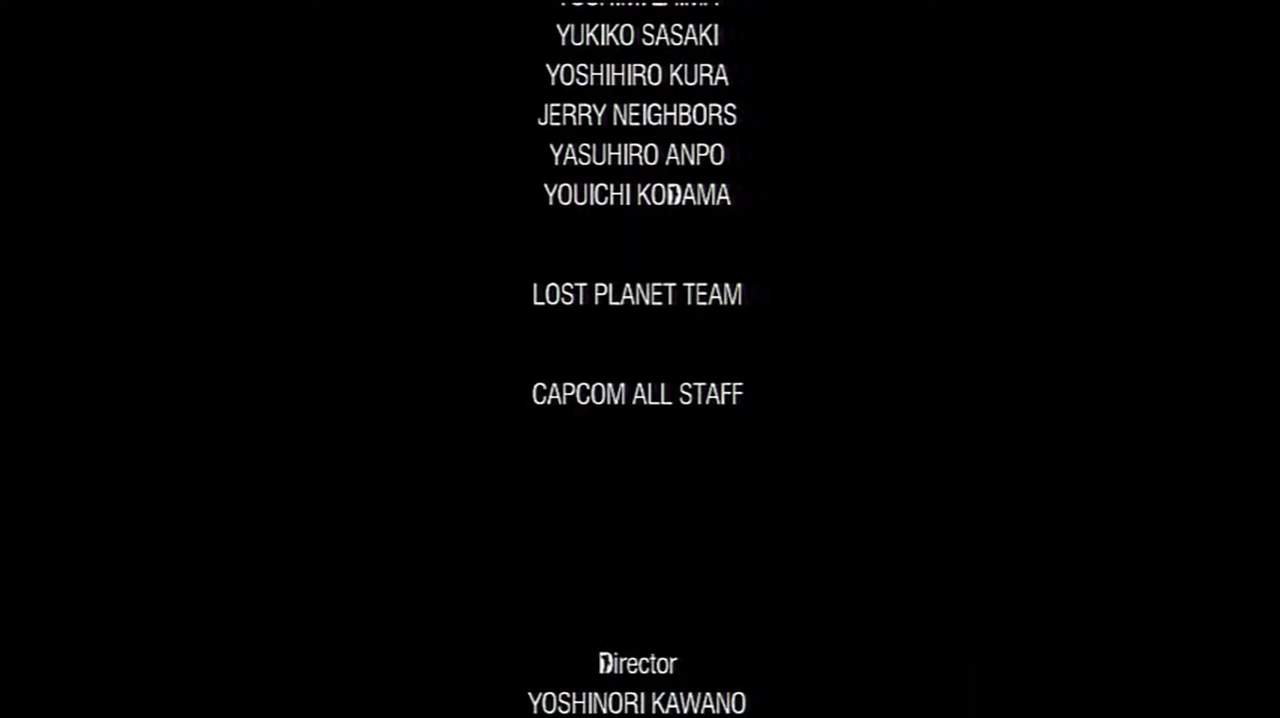 YUKIKO SASAKI
YOSHIHIRO KURA
JERRY NEIGHBORS
YASUHIRO ANPO
YOUICHI KODAMA
LOST PLANET TEAM
CAPCOM ALL STAFF
Director
YOSHINORI KAWANO